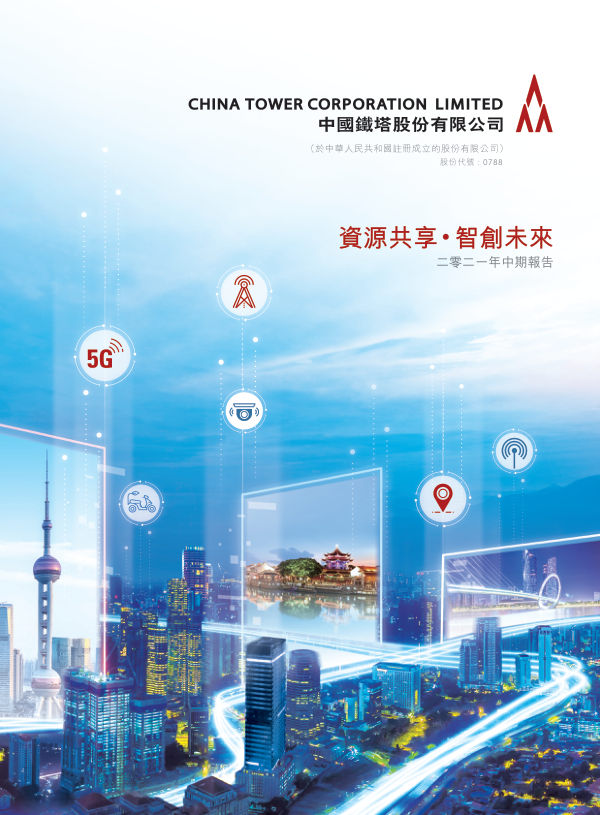 CHINA TOWER CORPORATION LIMITED
中國鐵塔股份有限公司
（於中華人民共和國註冊成立的股份有限公司）
股份代號：0788
資源共享•智創未來
二零二一年中期報告
5G